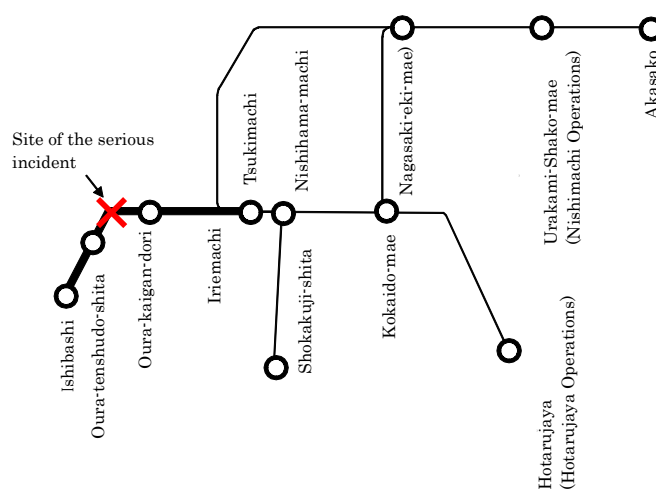 Site of the serious
incident
Ishibashi
Oura-tenshudo-shita
Oura-kaigan-dori
Iriemachi
Tsukimachi
Nishihama-machi
Shokakuji-shita
Kokaido-mae
Nagasaki-eki-mae)
Urakami-Shako-mae
(Nishimachi Operations)
Akasako
Hotarujaya
(Hotarujaya Operations)